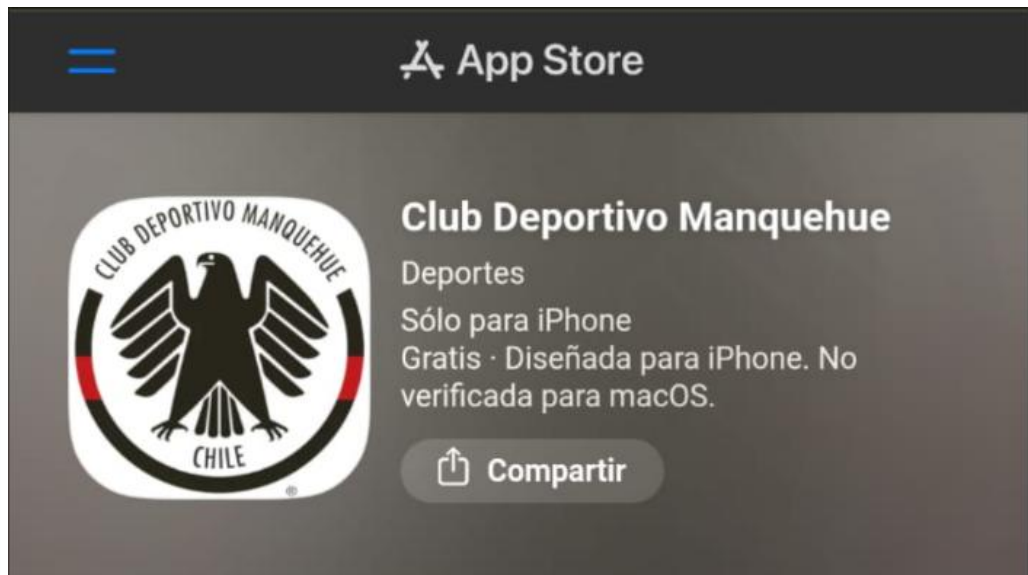 App Store
CLUB DEPORTIVO MANQUEHUE
CHILE
®
Club Deportivo Manquehue
Deportes
Sólo para iPhone
Gratis · Diseñada para iPhone. No
verificada para macOS.
Compartir